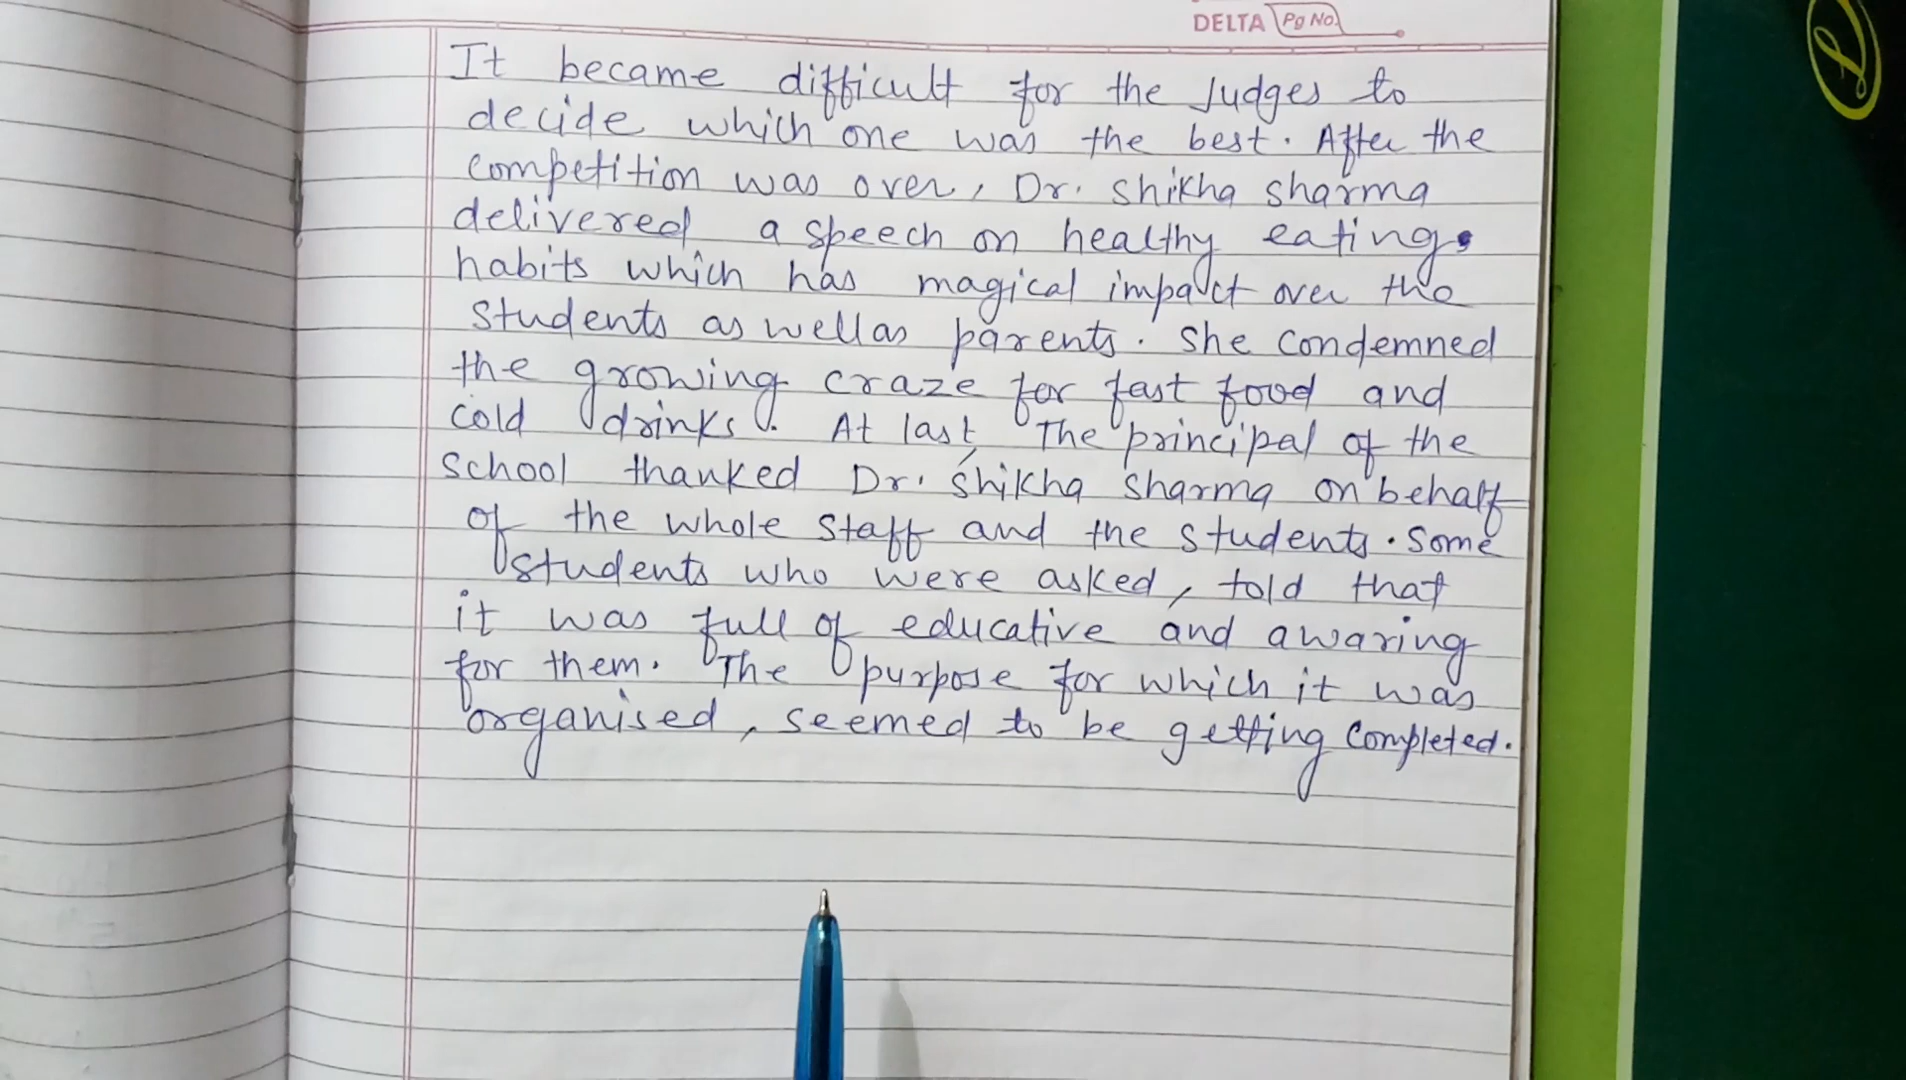 DELTA Pg No.
It became difficult for the Judges to
decide which one was the best. After the
competition was over, Dr. Shikha sharma
delivered a speech on healthy eating
habits which has magical impact over the
students as well as parents. She condemned
the growing craze for fast food and
cold drinks. At last, The principal of the
school thanked Dr. Shikha Sharma on behalf
of the whole staff and the students. Some
students who were asked, told that
it was full of educative and awaring
for them. The purpose for which it was
organised, seemed to be getting completed.